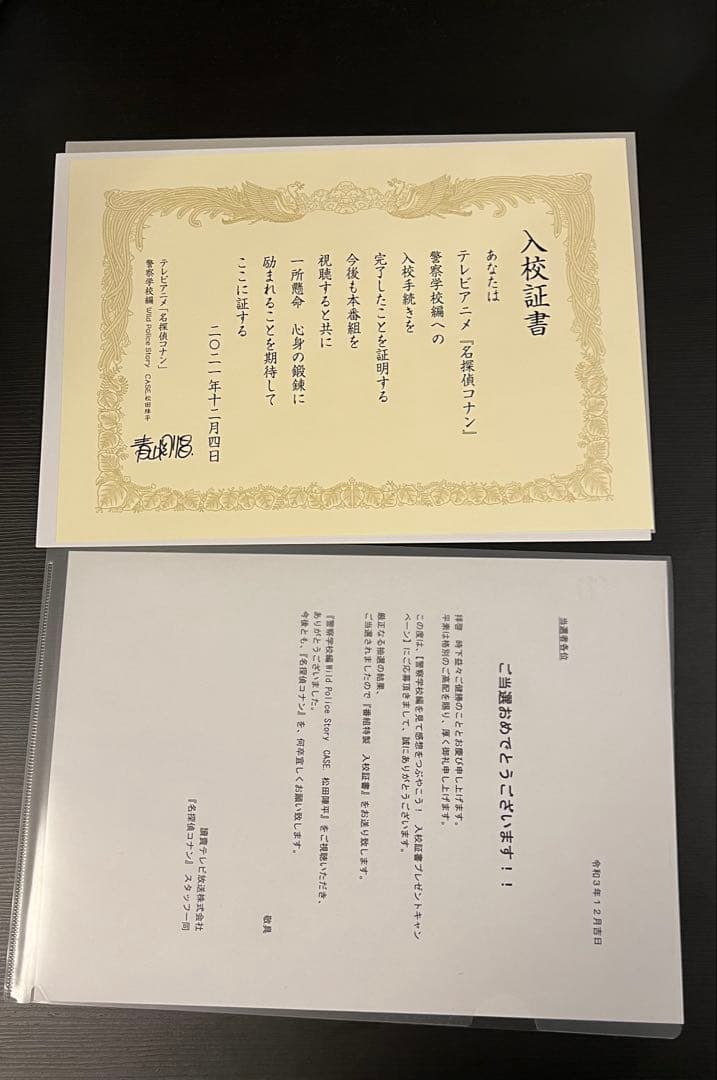 入校証書
あなたは
テレビアニメ『名探偵コナン』
警察学校編への
入校手続きを
完了したことを証明する
今後も本番組を
視聴すると共に
一所懸命 心身の鍛錬に
励まれることを期待して
ここに証する
二〇二一年十二月四日
テレビアニメ「名探偵コナン」
警察学校編 Wild Police Story CASE.松田陣平
青山剛昌
令和3年12月吉日
当選者各位
ご当選おめでとうございます！！
拝啓 時下益々ご健勝のこととお慶び申し上げます。
平素は格別のご高配を賜り、厚く御礼申し上げます。
この度は、【警察学校編を見て感想をつぶやこう！ 入校証書プレゼントキャン
ペーン】にご応募頂きまして、誠にありがとうございます。
厳正なる抽選の結果、
ご当選されましたので『番組特製 入校証書』をお送り致します。
『警察学校編Wild Police Story CASE. 松田陣平』をご視聴いただき、
ありがとうございました。
今後とも、『名探偵コナン』を、何卒宜しくお願い致します。
敬具
讀賣テレビ放送株式会社
『名探偵コナン』スタッフ一同